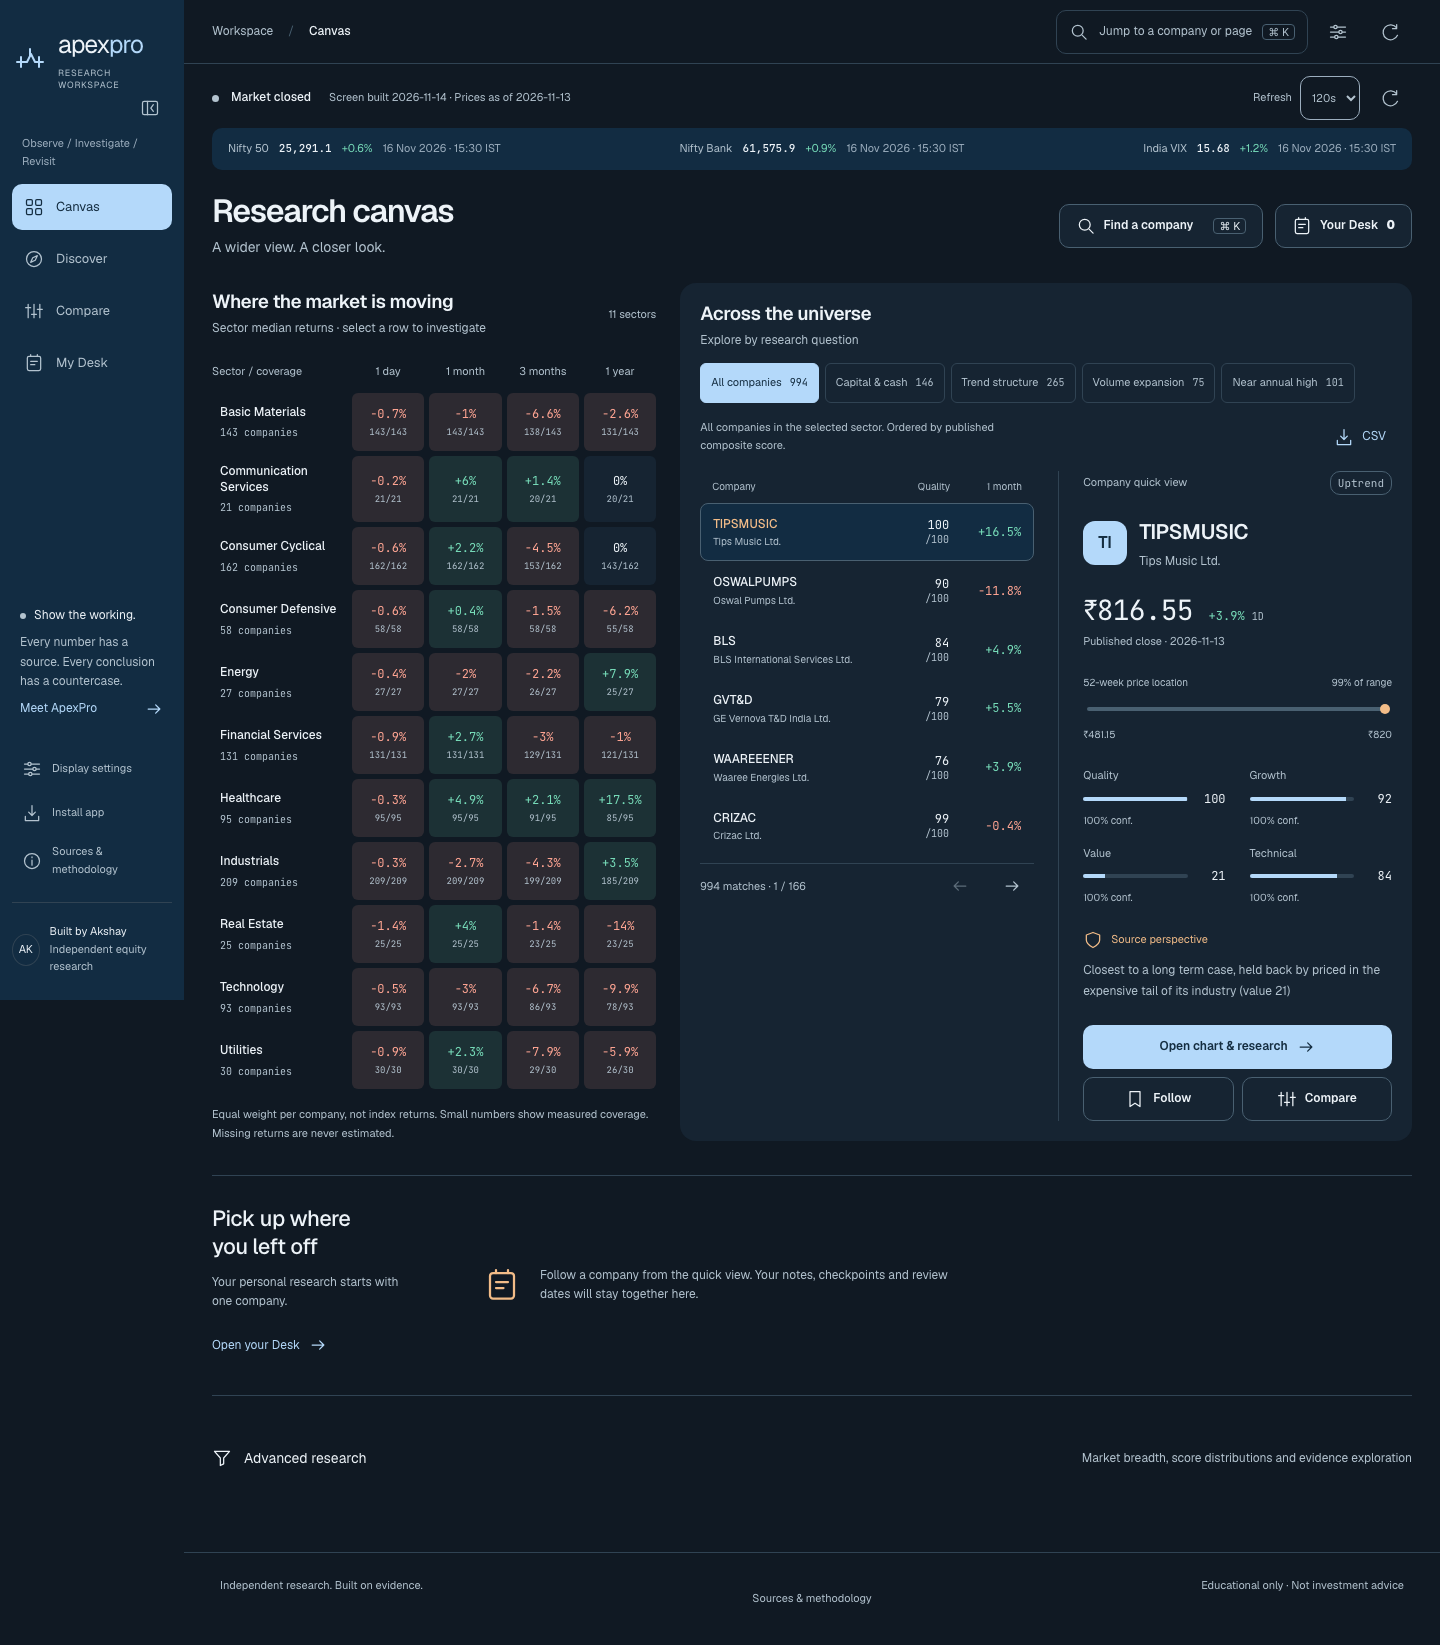 apexpro
RESEARCH
WORKSPACE
Observe / Investigate /
Revisit
Canvas
Discover
Compare
My Desk
Show the working.
Every number has a
source. Every conclusion
has a countercase.
Meet ApexPro
Display settings
Install app
Sources &
methodology
AK
Built by Akshay
Independent equity
research
Workspace / Canvas
Jump to a company or page ⌘ K
Market closed Screen built 2026-11-14 · Prices as of 2026-11-13
Refresh 120s
Nifty 50 25,291.1 +0.6% 16 Nov 2026 · 15:30 IST
Nifty Bank 61,575.9 +0.9% 16 Nov 2026 · 15:30 IST
India VIX 15.68 +1.2% 16 Nov 2026 · 15:30 IST
Research canvas
A wider view. A closer look.
Find a company ⌘ K
Your Desk 0
Where the market is moving
Sector median returns · select a row to investigate
11 sectors
Sector / coverage 1 day 1 month 3 months 1 year
Basic Materials -0.7% -1% -6.6% -2.6%
143 companies 143/143 143/143 138/143 131/143
Communication
Services -0.2% +6% +1.4% 0%
21 companies 21/21 21/21 20/21 20/21
Consumer Cyclical -0.6% +2.2% -4.5% 0%
162 companies 162/162 162/162 153/162 143/162
Consumer Defensive -0.6% +0.4% -1.5% -6.2%
58 companies 58/58 58/58 58/58 55/58
Energy -0.4% -2% -2.2% +7.9%
27 companies 27/27 27/27 26/27 25/27
Financial Services -0.9% +2.7% -3% -1%
131 companies 131/131 131/131 129/131 121/131
Healthcare -0.3% +4.9% +2.1% +17.5%
95 companies 95/95 95/95 91/95 85/95
Industrials -0.3% -2.7% -4.3% +3.5%
209 companies 209/209 209/209 199/209 185/209
Real Estate -1.4% +4% -1.4% -14%
25 companies 25/25 25/25 23/25 23/25
Technology -0.5% -3% -6.7% -9.9%
93 companies 93/93 93/93 86/93 78/93
Utilities -0.9% +2.3% -7.9% -5.9%
30 companies 30/30 30/30 29/30 26/30
Equal weight per company, not index returns. Small numbers show measured coverage.
Missing returns are never estimated.
Across the universe
Explore by research question
All companies 994 Capital & cash 146 Trend structure 265 Volume expansion 75 Near annual high 101
All companies in the selected sector. Ordered by published
composite score.
CSV
Company Quality 1 month
TIPSMUSIC 100 +16.5%
Tips Music Ltd. /100
OSWALPUMPS 90 -11.8%
Oswal Pumps Ltd. /100
BLS 84 +4.9%
BLS International Services Ltd. /100
GVT&D 79 +5.5%
GE Vernova T&D India Ltd. /100
WAAREEENER 76 +3.9%
Waaree Energies Ltd. /100
CRIZAC 99 -0.4%
Crizac Ltd. /100
994 matches · 1 / 166
Company quick view Uptrend
TI
TIPSMUSIC
Tips Music Ltd.
₹816.55 +3.9% 1D
Published close · 2026-11-13
52-week price location 99% of range
₹481.15 ₹820
Quality Growth
100 92
100% conf. 100% conf.
Value Technical
21 84
100% conf. 100% conf.
Source perspective
Closest to a long term case, held back by priced in the
expensive tail of its industry (value 21)
Open chart & research
Follow Compare
Pick up where
you left off
Your personal research starts with
one company.
Open your Desk
Follow a company from the quick view. Your notes, checkpoints and review
dates will stay together here.
Advanced research
Market breadth, score distributions and evidence exploration
Independent research. Built on evidence.
Sources & methodology
Educational only · Not investment advice